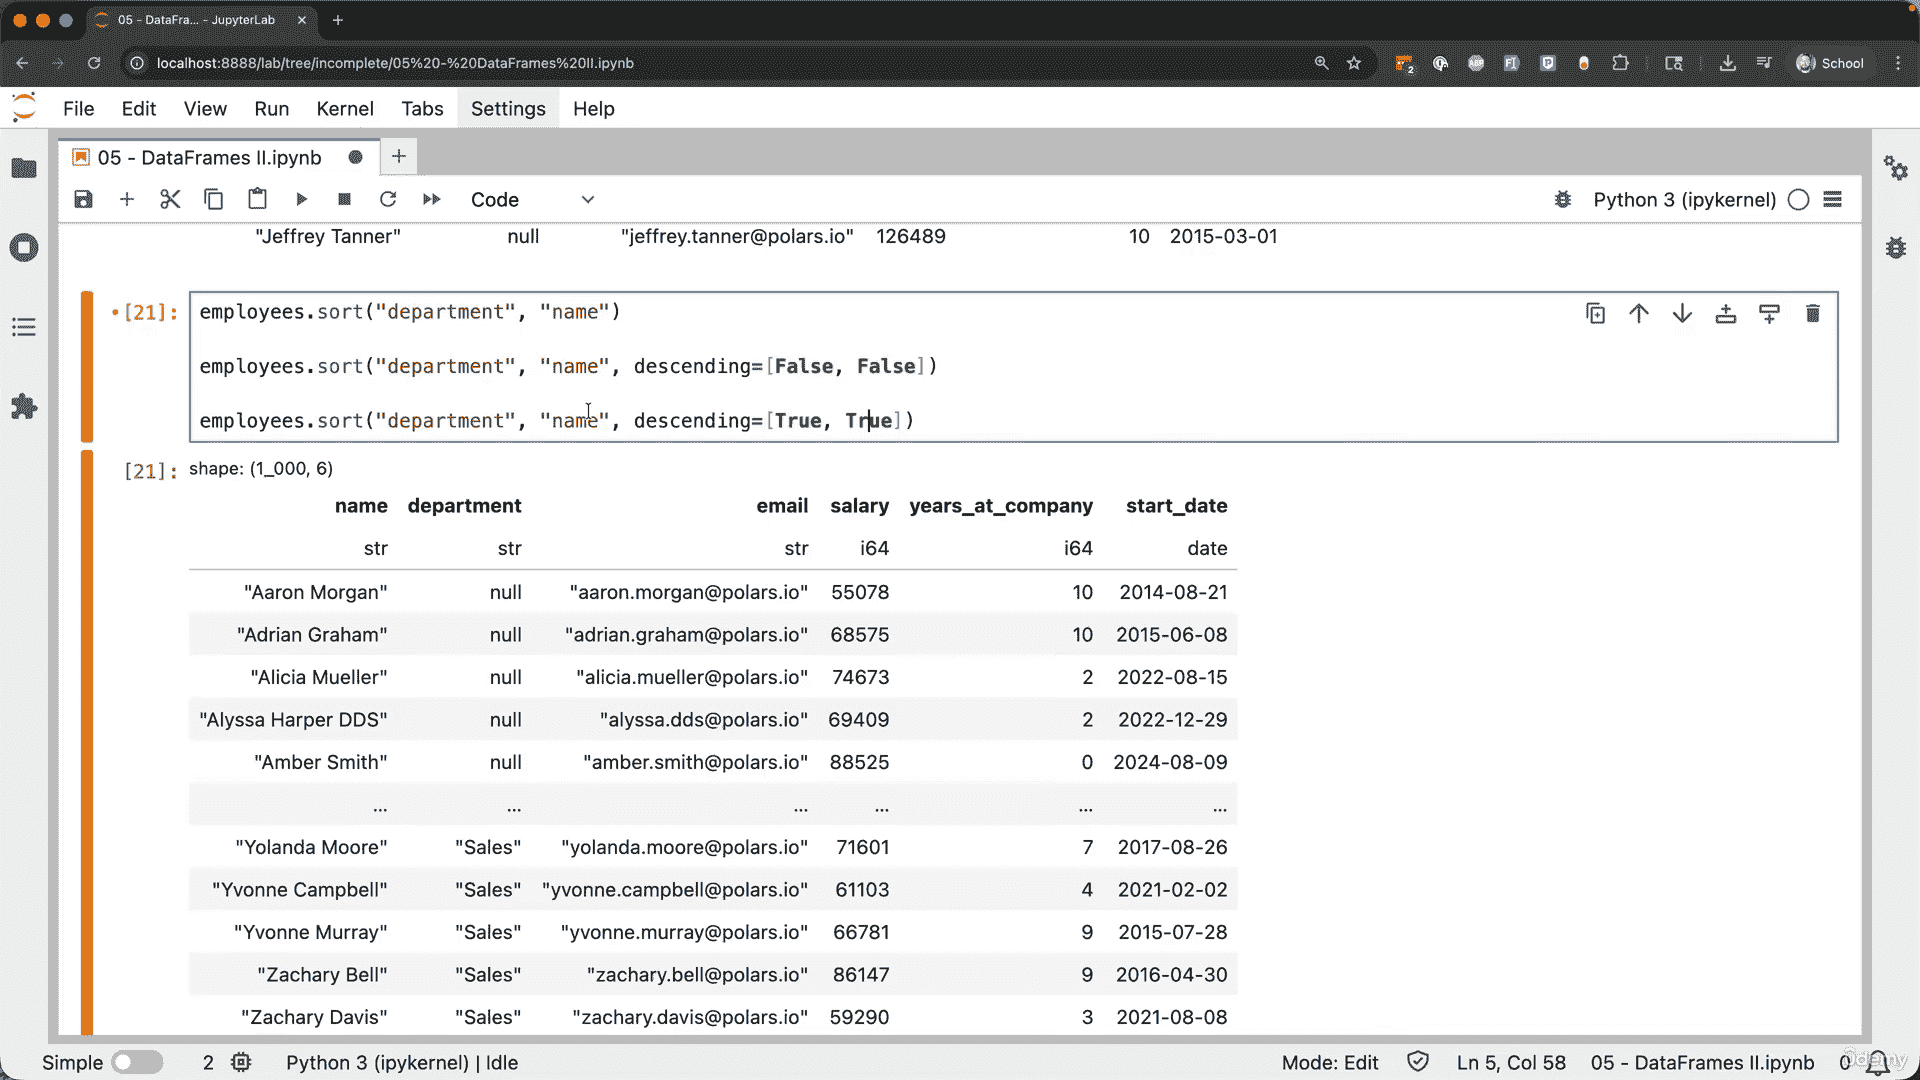 05 - DataFra... - JupyterLab
localhost:8888/lab/tree/incomplete/05%20-%20DataFrames%20II.ipynb
2
ABP
School
File Edit View Run Kernel Tabs Settings Help
05 - DataFrames II.ipynb
Code
Python 3 (ipykernel)
"Jeffrey Tanner" null "jeffrey.tanner@polars.io" 126489 10 2015-03-01
[21]: employees.sort("department", "name")
employees.sort("department", "name", descending=[False, False])
employees.sort("department", "name", descending=[True, True])
[21]: shape: (1_000, 6)
name department email salary years_at_company start_date
str str str i64 i64 date
"Aaron Morgan" null "aaron.morgan@polars.io" 55078 10 2014-08-21
"Adrian Graham" null "adrian.graham@polars.io" 68575 10 2015-06-08
"Alicia Mueller" null "alicia.mueller@polars.io" 74673 2 2022-08-15
"Alyssa Harper DDS" null "alyssa.dds@polars.io" 69409 2 2022-12-29
"Amber Smith" null "amber.smith@polars.io" 88525 0 2024-08-09
... ... ... ... ... ...
"Yolanda Moore" "Sales" "yolanda.moore@polars.io" 71601 7 2017-08-26
"Yvonne Campbell" "Sales" "yvonne.campbell@polars.io" 61103 4 2021-02-02
"Yvonne Murray" "Sales" "yvonne.murray@polars.io" 66781 9 2015-07-28
"Zachary Bell" "Sales" "zachary.bell@polars.io" 86147 9 2016-04-30
"Zachary Davis" "Sales" "zachary.davis@polars.io" 59290 3 2021-08-08
Simple 2 Python 3 (ipykernel) | Idle Mode: Edit Ln 5, Col 58 05 - DataFrames II.ipynb 0
udemy